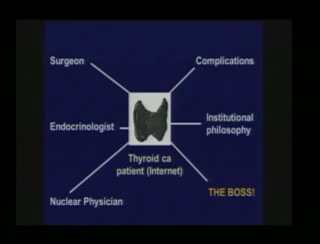 Surgeon
Complications
Endocrinologist
Institutional
philosophy
Thyroid ca
patient (Internet)
THE BOSS!
Nuclear Physician